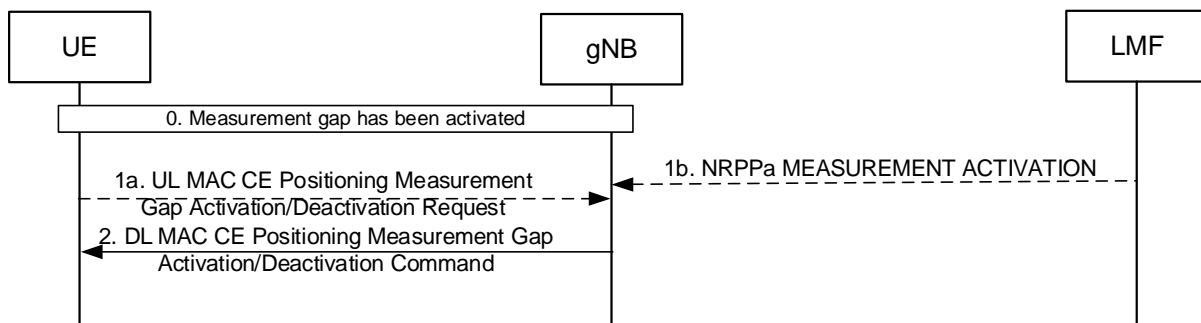 UE
gNB
LMF
0. Measurement gap has been activated
1a. UL MAC CE Positioning Measurement
Gap Activation/Deactivation Request
1b. NRPPa MEASUREMENT ACTIVATION
2. DL MAC CE Positioning Measurement Gap
Activation/Deactivation Command